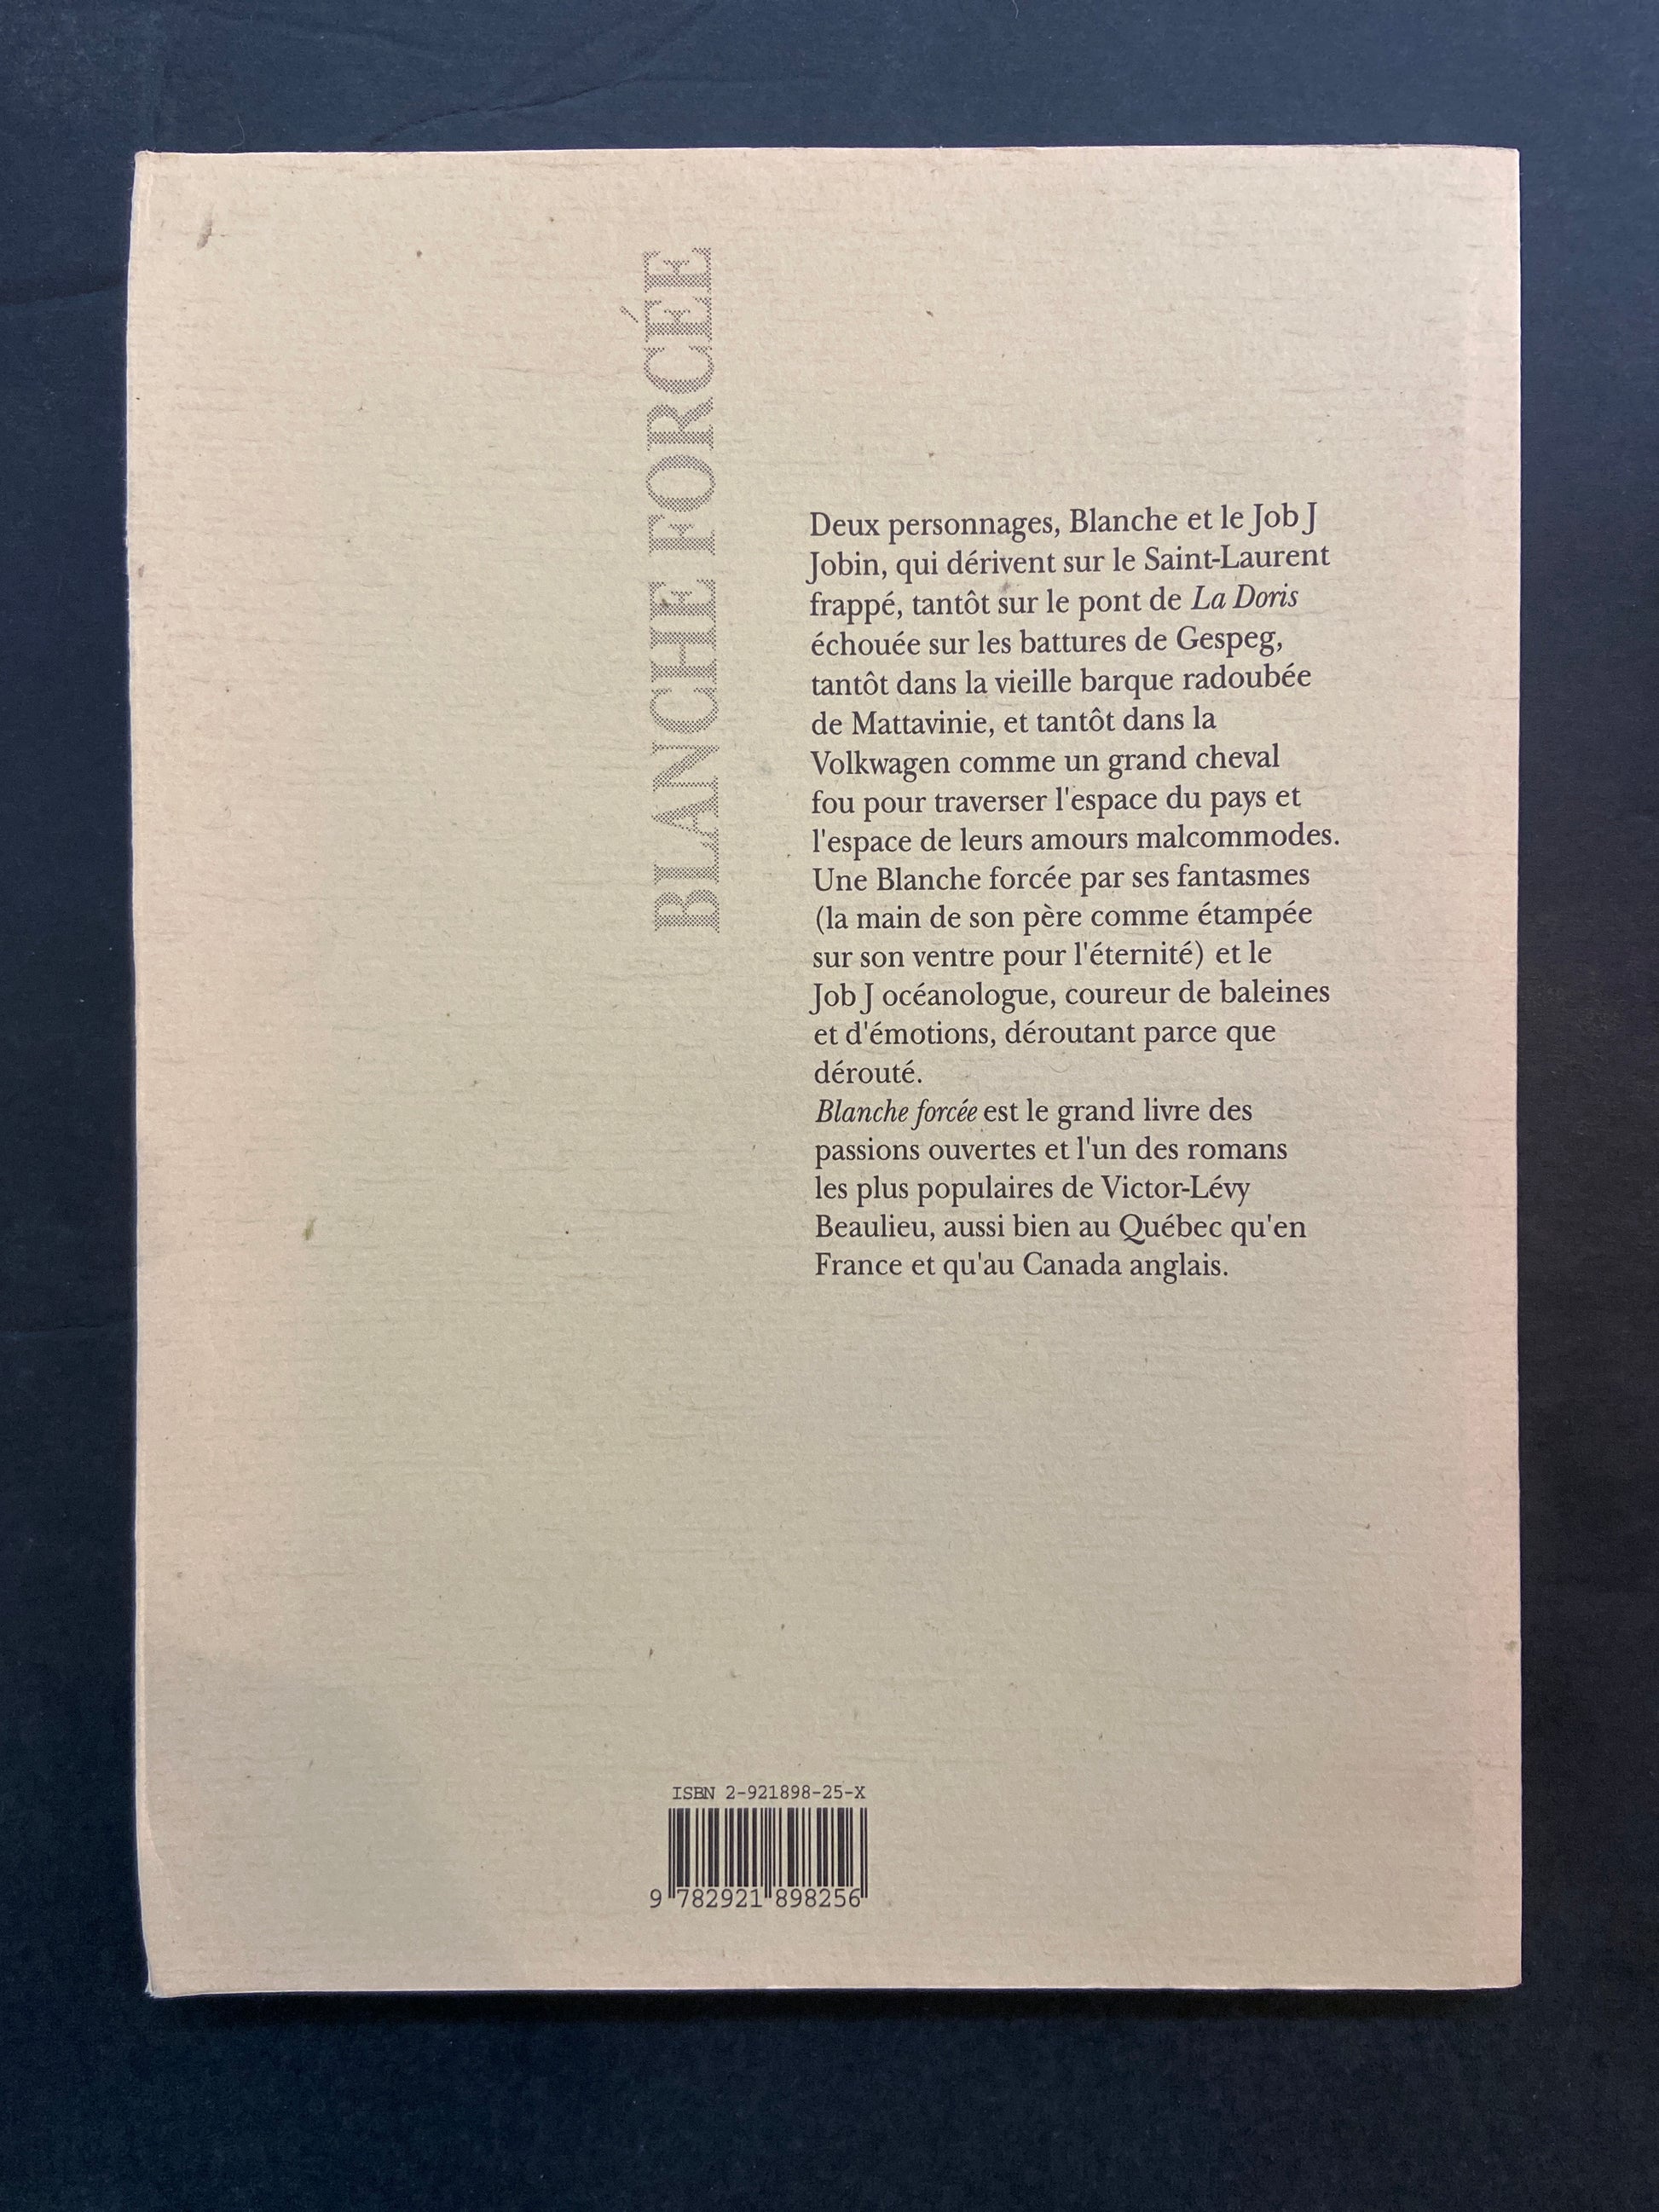 BLANCHE FORCÉE
Deux personnages, Blanche et le Job J
Jobin, qui dérivent sur le Saint-Laurent
frappé, tantôt sur le pont de La Doris
échouée sur les battures de Gespeg,
tantôt dans la vieille barque radoubée
de Mattavinie, et tantôt dans la
Volkwagen comme un grand cheval
fou pour traverser l'espace du pays et
l'espace de leurs amours malcommodes.
Une Blanche forcée par ses fantasmes
(la main de son père comme étampée
sur son ventre pour l'éternité) et le
Job J océanologue, coureur de baleines
et d'émotions, déroutant parce que
dérouté.
Blanche forcée est le grand livre des
passions ouvertes et l'un des romans
les plus populaires de Victor-Lévy
Beaulieu, aussi bien au Québec qu'en
France et qu'au Canada anglais.
ISBN 2-921898-25-X
9 782921 898256